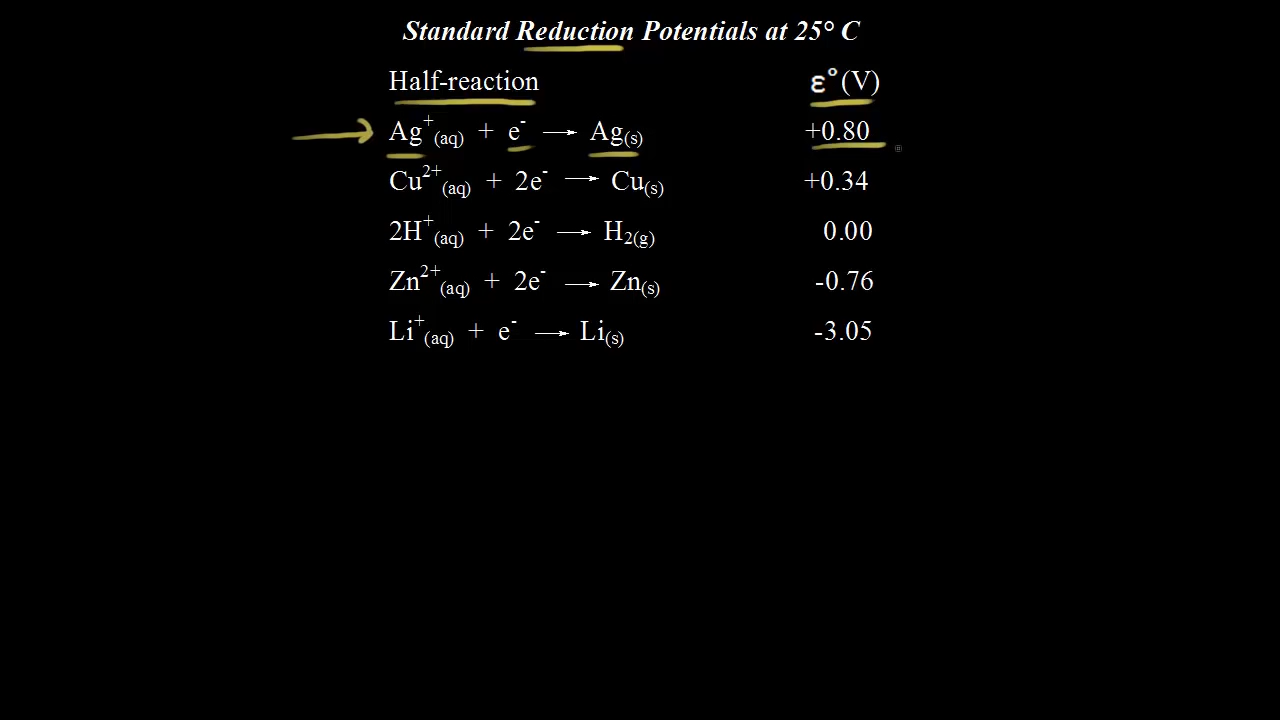 Standard Reduction Potentials at 25° C
Half-reaction ε°(V)
Ag⁺(aq) + e⁻ → Ag(s) +0.80
Cu²⁺(aq) + 2e⁻ → Cu(s) +0.34
2H⁺(aq) + 2e⁻ → H₂(g) 0.00
Zn²⁺(aq) + 2e⁻ → Zn(s) -0.76
Li⁺(aq) + e⁻ → Li(s) -3.05